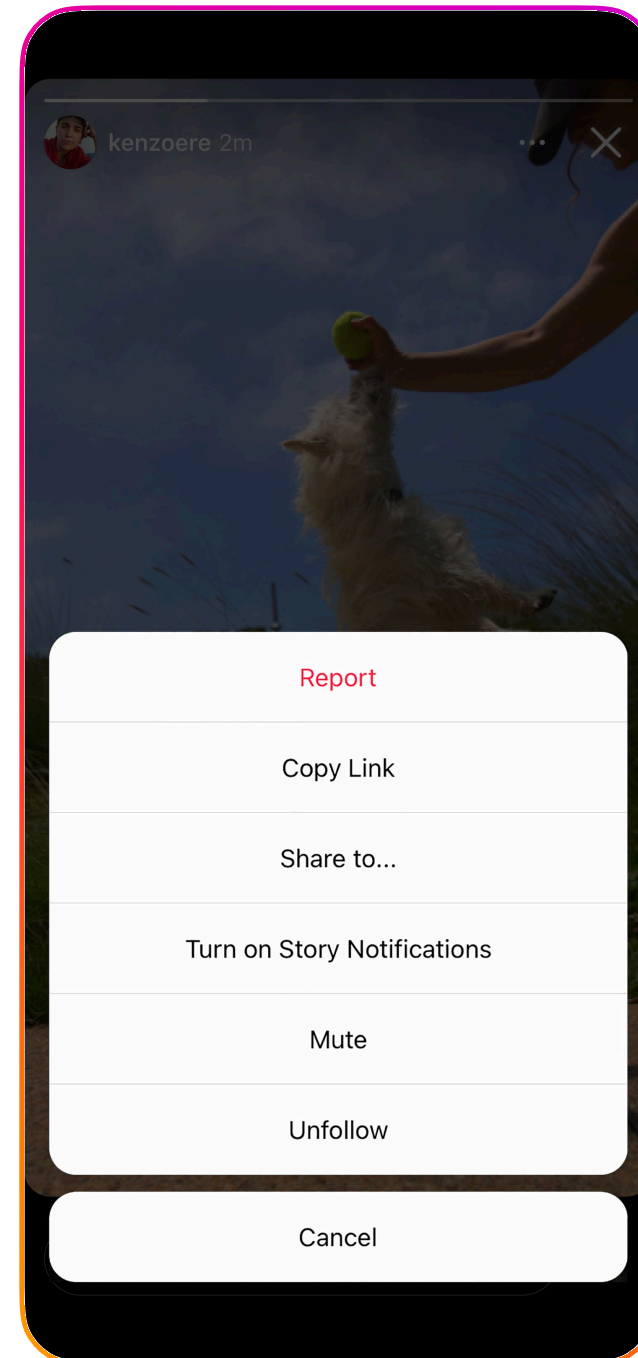 kenzoere 2m
Report
Copy Link
Share to...
Turn on Story Notifications
Mute
Unfollow
Cancel